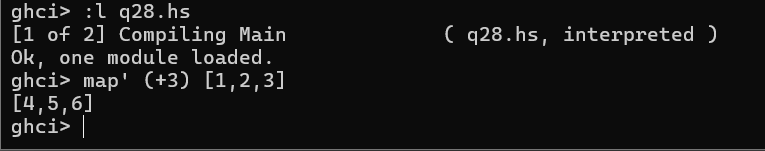 ghci> :l q28.hs
[1 of 2] Compiling Main             ( q28.hs, interpreted )
Ok, one module loaded.
ghci> map' (+3) [1,2,3]
[4,5,6]
ghci>